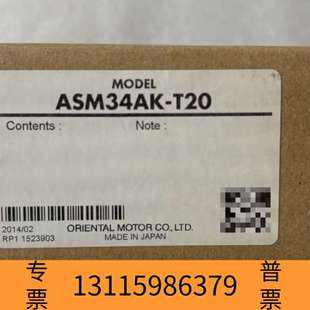 MODEL
ASM34AK-T20
Contents : Note :
2014/02
RP1 1523903
ORIENTAL MOTOR CO., LTD.
MADE IN JAPAN
专票 13115986379 普票